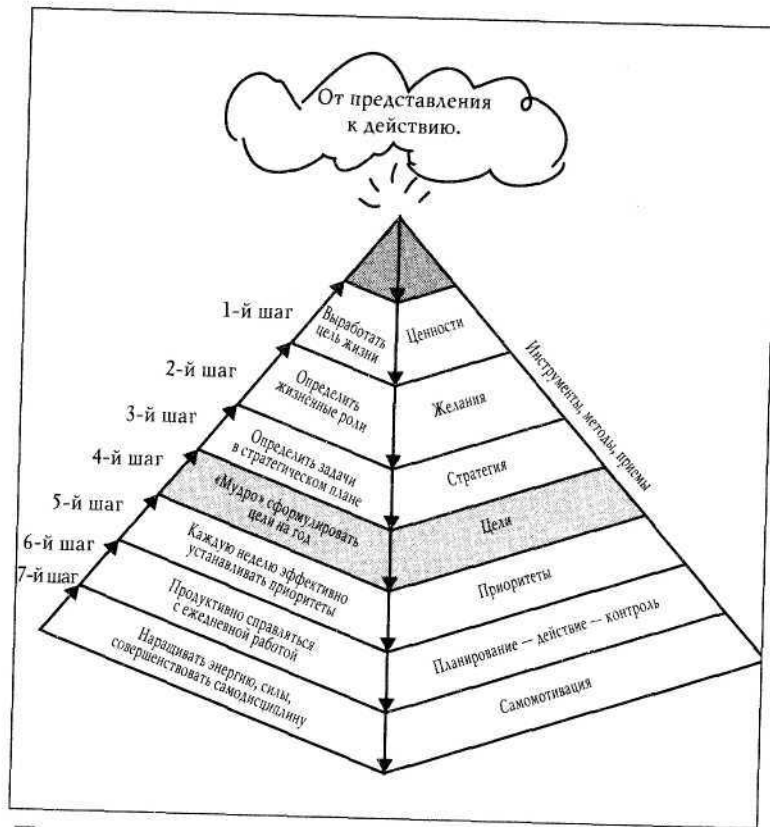 От представления
к действию.
1-й шаг
Выработать
цель жизни
Ценности
2-й шаг
Определить
жизненные роли
Желания
Инструменты, методы, приемы
3-й шаг
Определить задачи
в стратегическом плане
Стратегия
4-й шаг
«Мудро» сформулировать
цели на год
Цели
5-й шаг
Каждую неделю эффективно
устанавливать приоритеты
Приоритеты
6-й шаг
Продуктивно справляться
с ежедневной работой
Планирование — действие — контроль
7-й шаг
Наращивать энергию, силы,
совершенствовать самодисциплину
Самомотивация